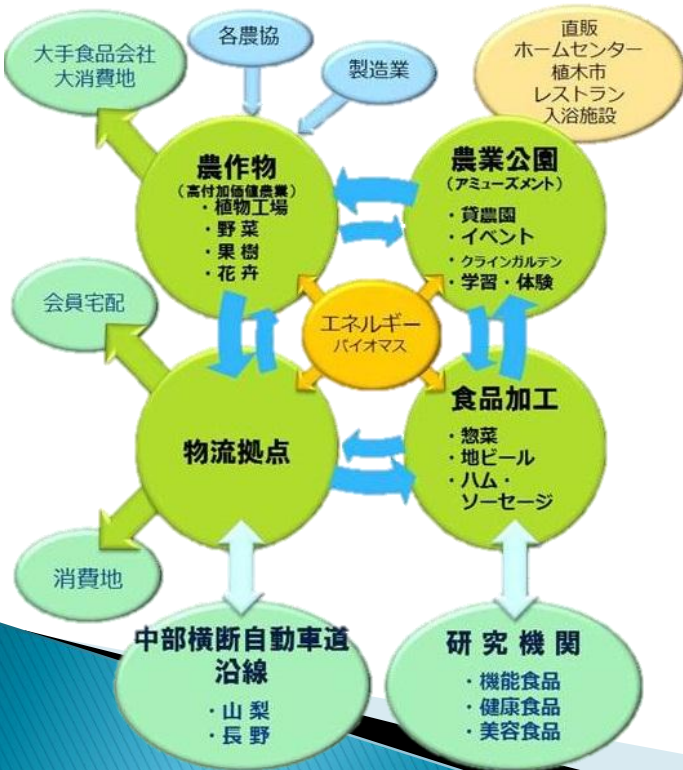 大手食品会社
大消費地
各農協
製造業
直販
ホームセンター
植木市
レストラン
入浴施設
農作物
(高付加価値農業)
・植物工場
・野菜
・果樹
・花卉
農業公園
(アミューズメント)
・貸農園
・イベント
・クラインガルテン
・学習・体験
会員宅配
エネルギー
バイオマス
物流拠点
食品加工
・惣菜
・地ビール
・ハム・
ソーセージ
消費地
中部横断自動車道
沿線
・山梨
・長野
研究機関
・機能食品
・健康食品
・美容食品